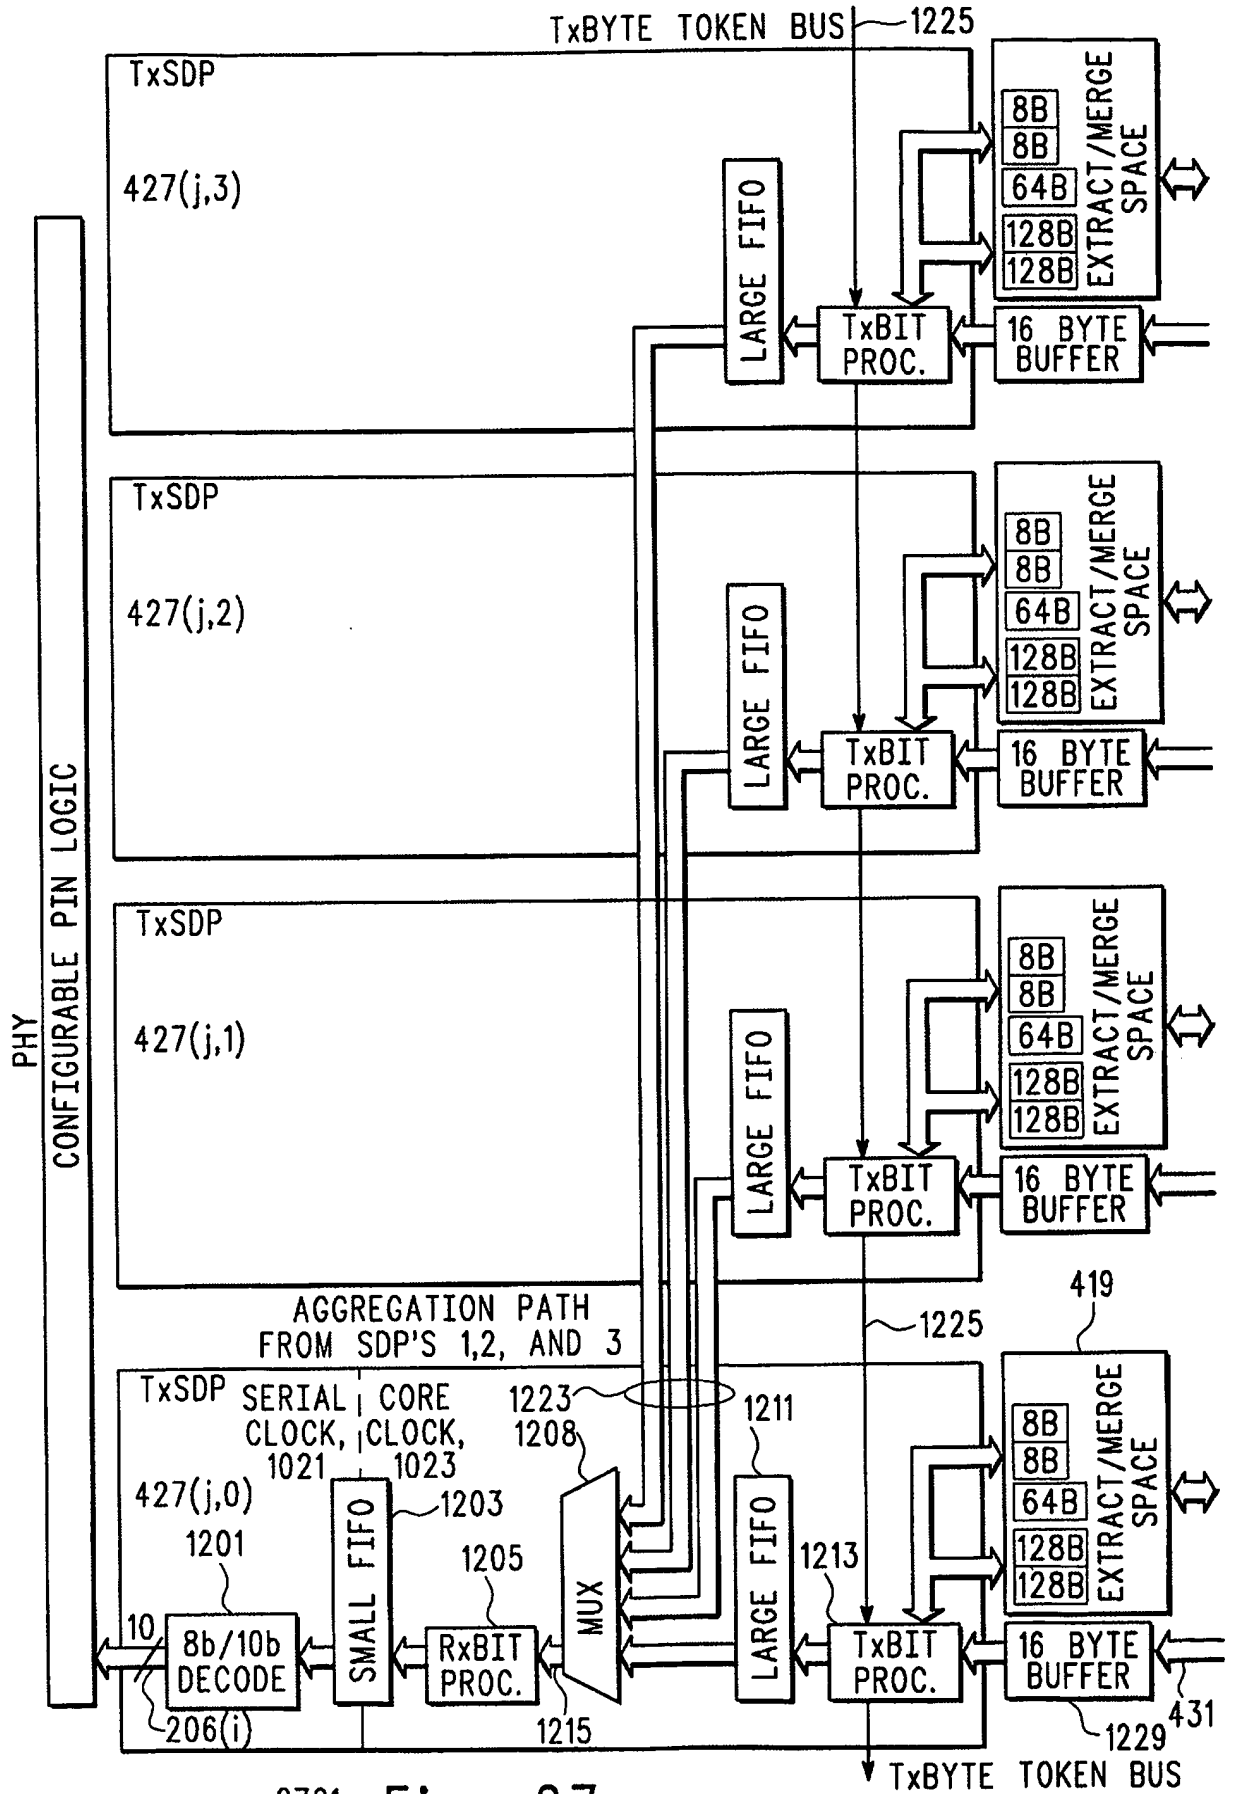 TxBYTE TOKEN BUS
1225
TxSDP
427(j,3)
LARGE FIFO
TxBIT
PROC.
8B
8B
64B
128B
128B
EXTRACT/MERGE
SPACE
16 BYTE
BUFFER
TxSDP
427(j,2)
LARGE FIFO
TxBIT
PROC.
8B
8B
64B
128B
128B
EXTRACT/MERGE
SPACE
16 BYTE
BUFFER
PHY
CONFIGURABLE PIN LOGIC
TxSDP
427(j,1)
LARGE FIFO
TxBIT
PROC.
8B
8B
64B
128B
128B
EXTRACT/MERGE
SPACE
16 BYTE
BUFFER
AGGREGATION PATH
FROM SDP'S 1,2, AND 3
1225
419
TxSDP
427(j,0)
SERIAL
CLOCK,
1021
CORE
CLOCK,
1023
1223
1208
1211
1203
1201
1205
1213
10
8b/10b
DECODE
SMALL FIFO
RxBIT
PROC.
MUX
LARGE FIFO
TxBIT
PROC.
8B
8B
64B
128B
128B
EXTRACT/MERGE
SPACE
16 BYTE
BUFFER
206(i)
1215
431
1229
TxBYTE TOKEN BUS